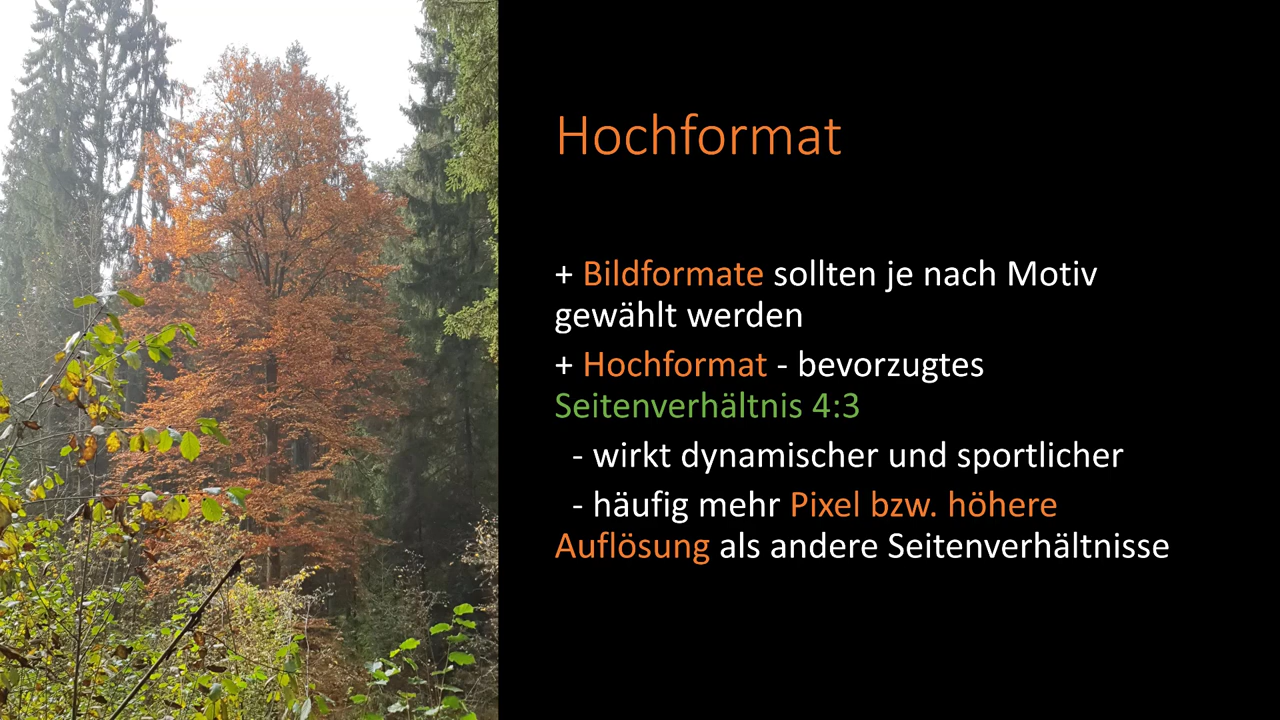 Hochformat
+ Bildformate sollten je nach Motiv
gewählt werden
+ Hochformat - bevorzugtes
Seitenverhältnis 4:3
- wirkt dynamischer und sportlicher
- häufig mehr Pixel bzw. höhere
Auflösung als andere Seitenverhältnisse